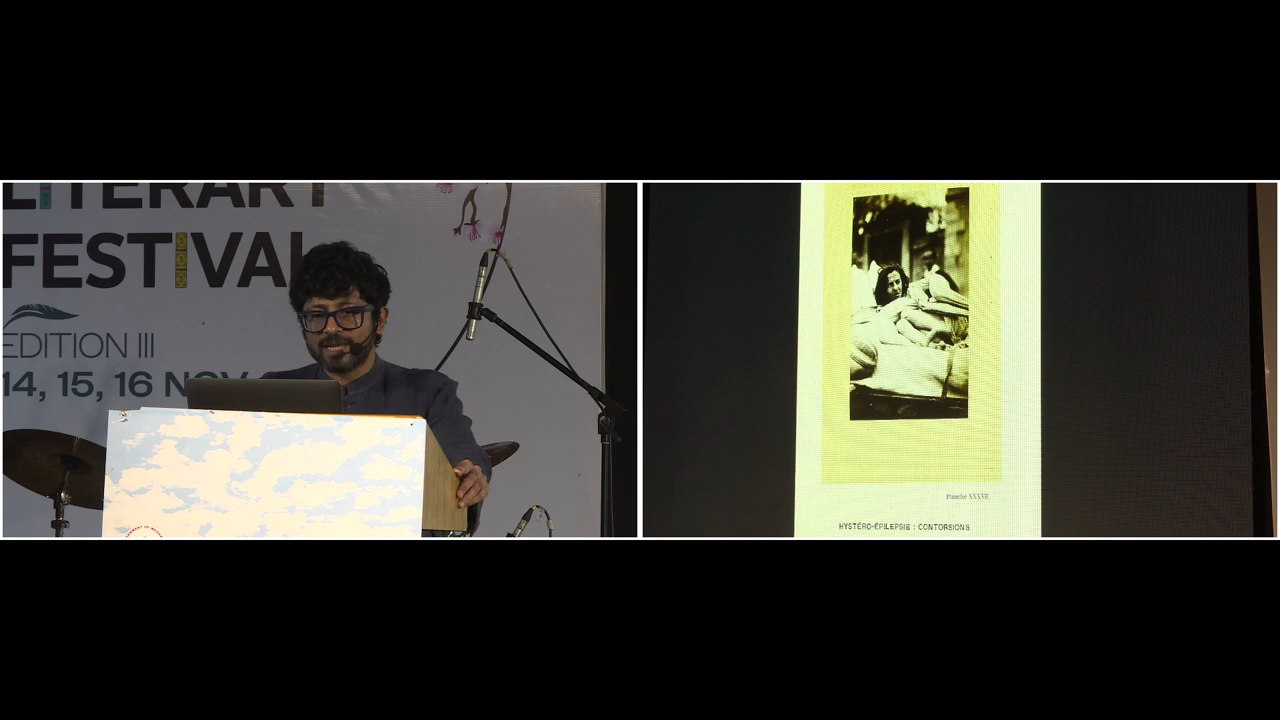 LITERARY
FESTIVAL
EDITION III
14, 15, 16 NOV
Planche XXXVII
HYSTÉRO-ÉPILEPSIE : CONTORSIONS